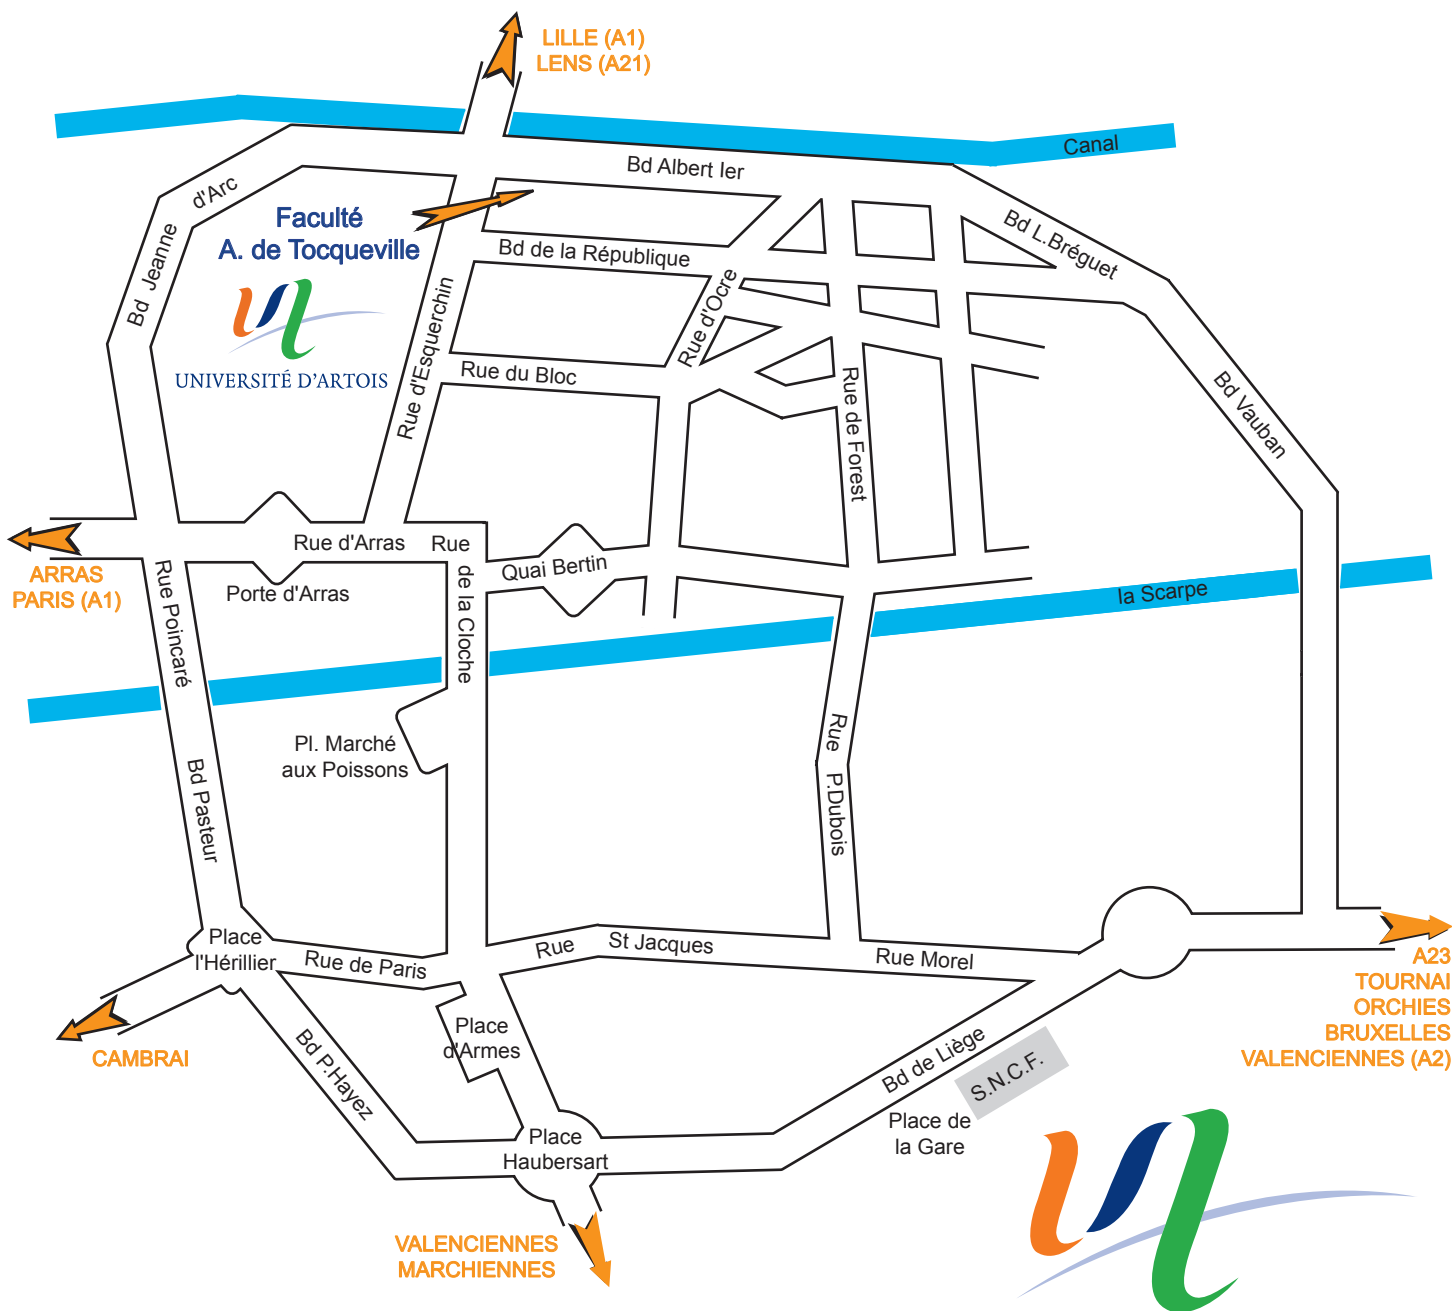 LILLE (A1)
LENS (A21)
Canal
Bd Albert Ier
d'Arc
Bd Jeanne
Faculté
A. de Tocqueville
UNIVERSITÉ D'ARTOIS
Bd L.Bréguet
Bd de la République
Rue d'Ocre
Rue d'Esquerchin
Rue du Bloc
Rue de Forest
Bd Vauban
ARRAS
PARIS (A1)
Rue d'Arras
Rue
de la Cloche
Quai Bertin
Porte d'Arras
Rue Poincaré
la Scarpe
Pl. Marché
aux Poissons
Bd Pasteur
Rue
P.Dubois
Place
l'Hérillier
Rue de Paris
Rue
St Jacques
Rue Morel
A23
TOURNAI
ORCHIES
BRUXELLES
VALENCIENNES (A2)
CAMBRAI
Place
d'Armes
Bd P.Hayez
Bd de Liège
S.N.C.F.
Place de
la Gare
Place
Haubersart
VALENCIENNES
MARCHIENNES